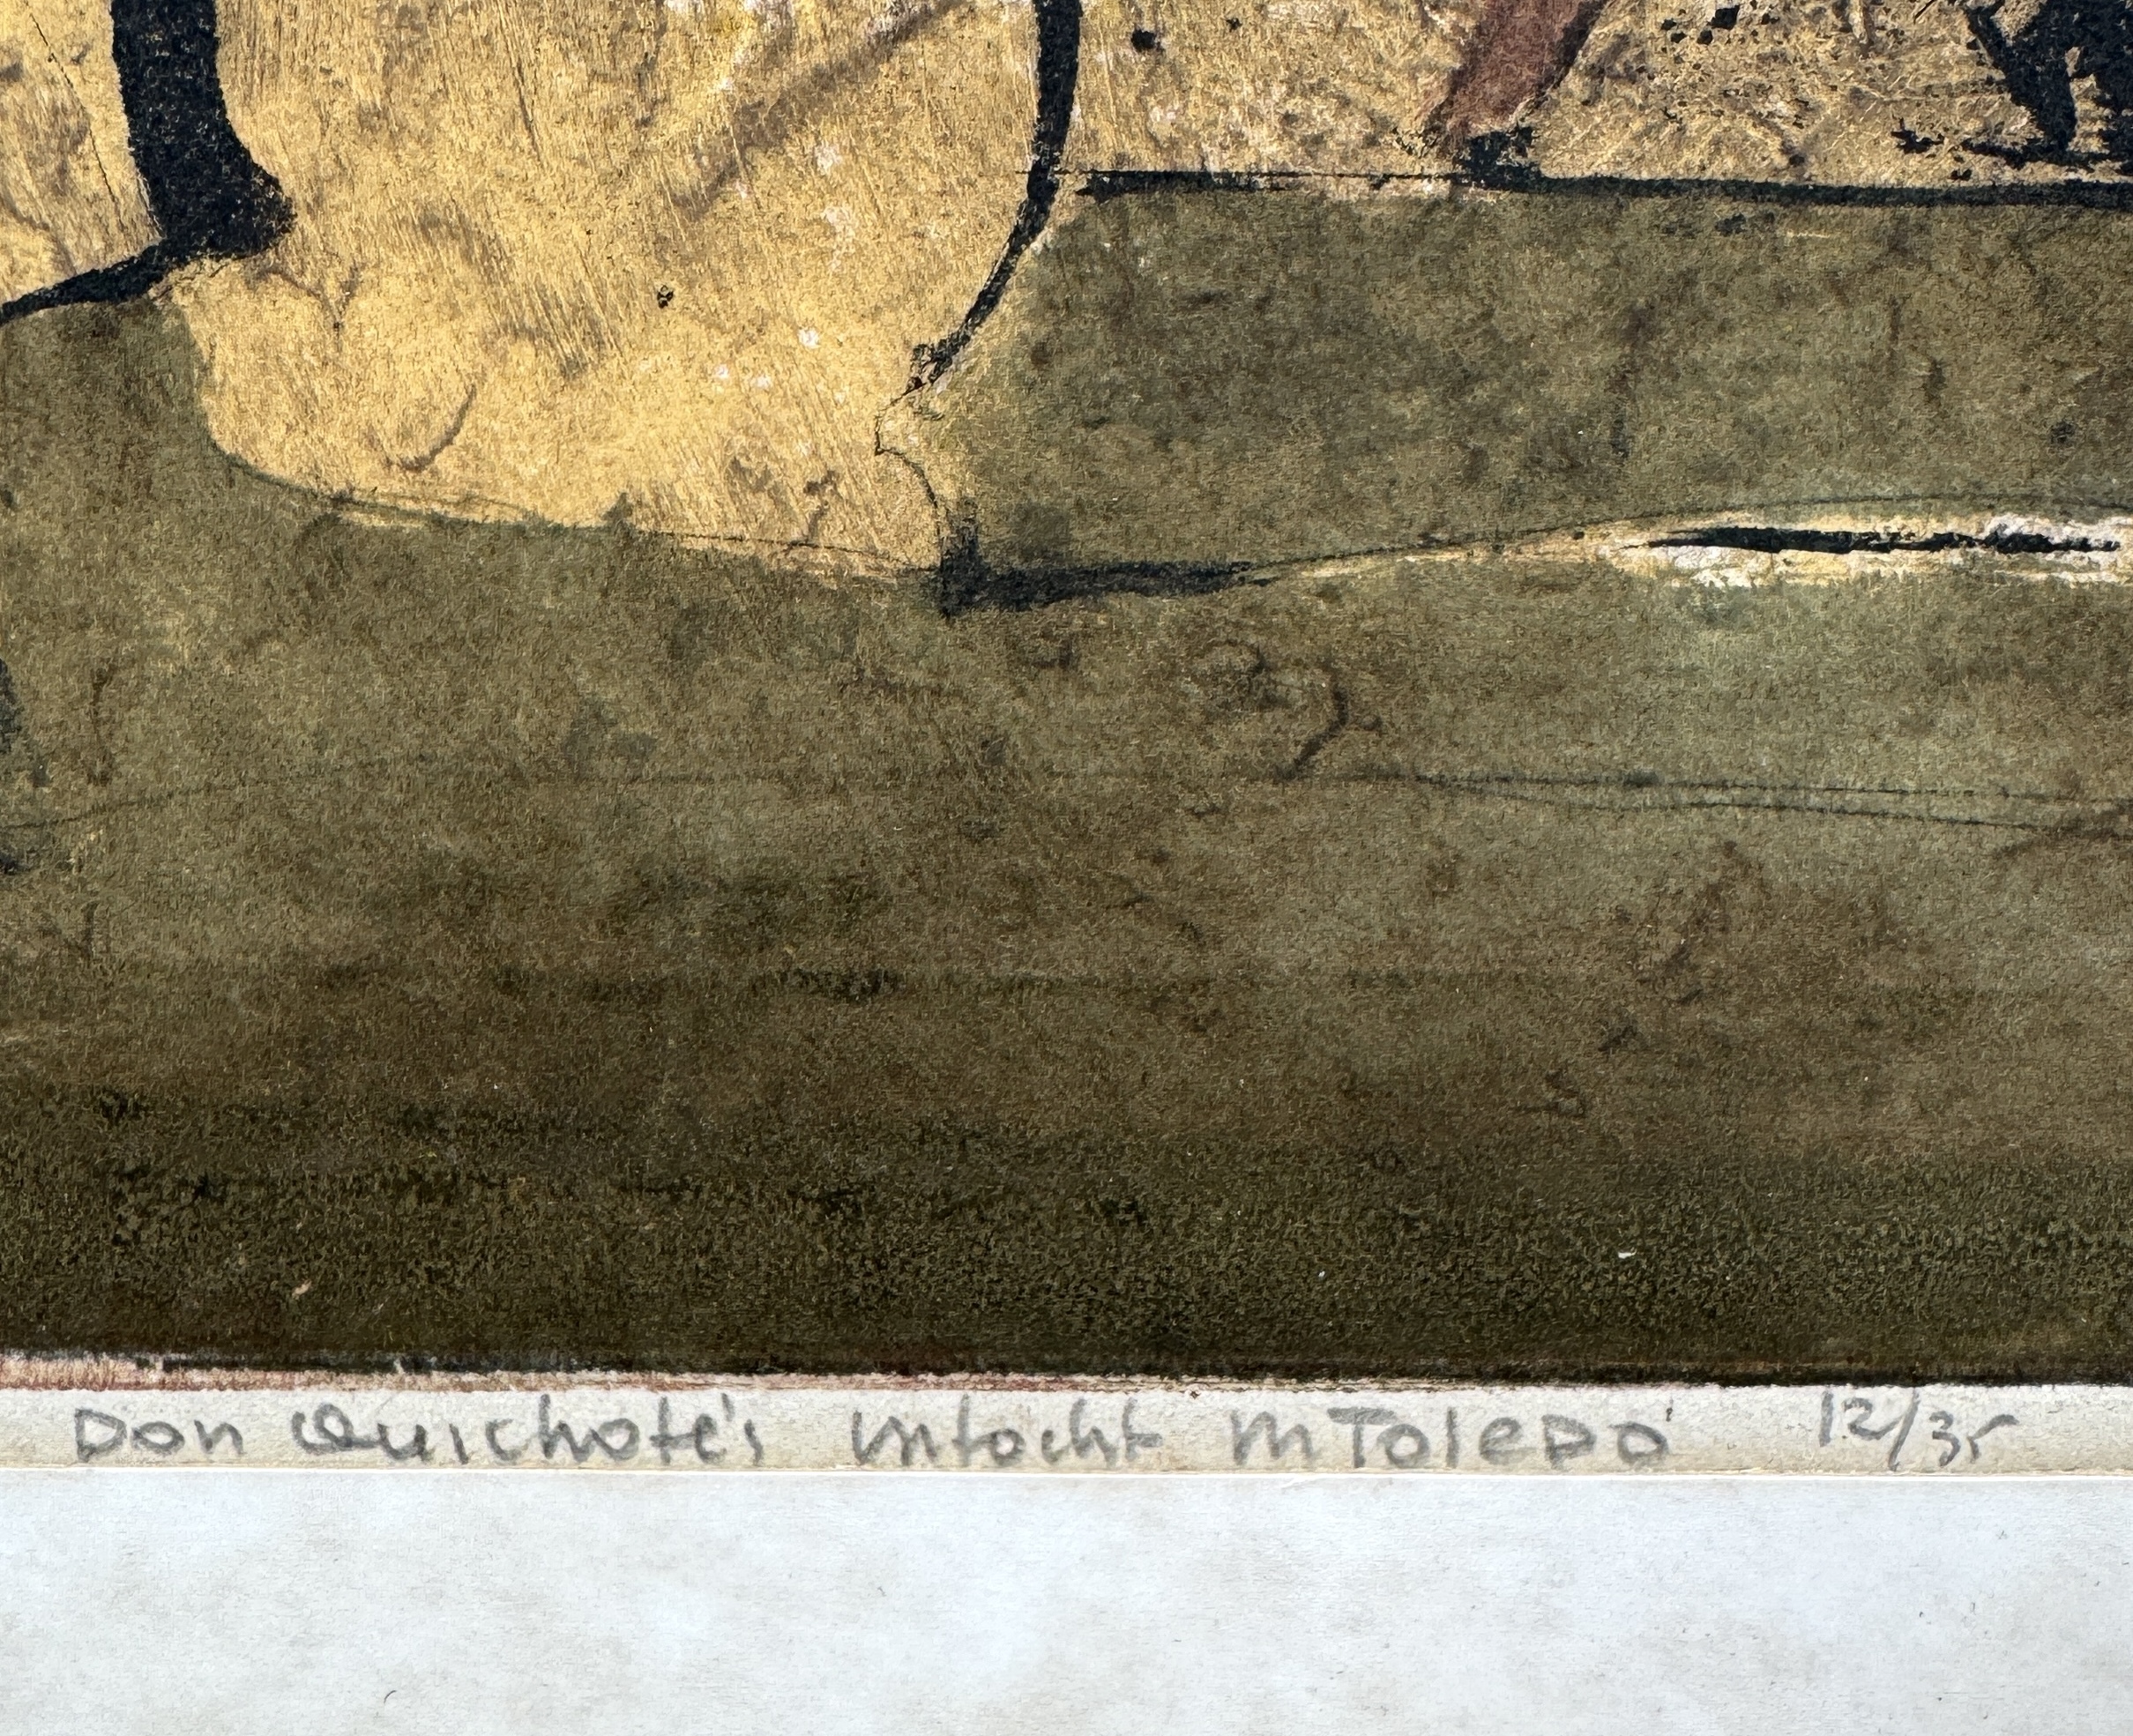 Don Quichote's intocht in Toledo 12/35